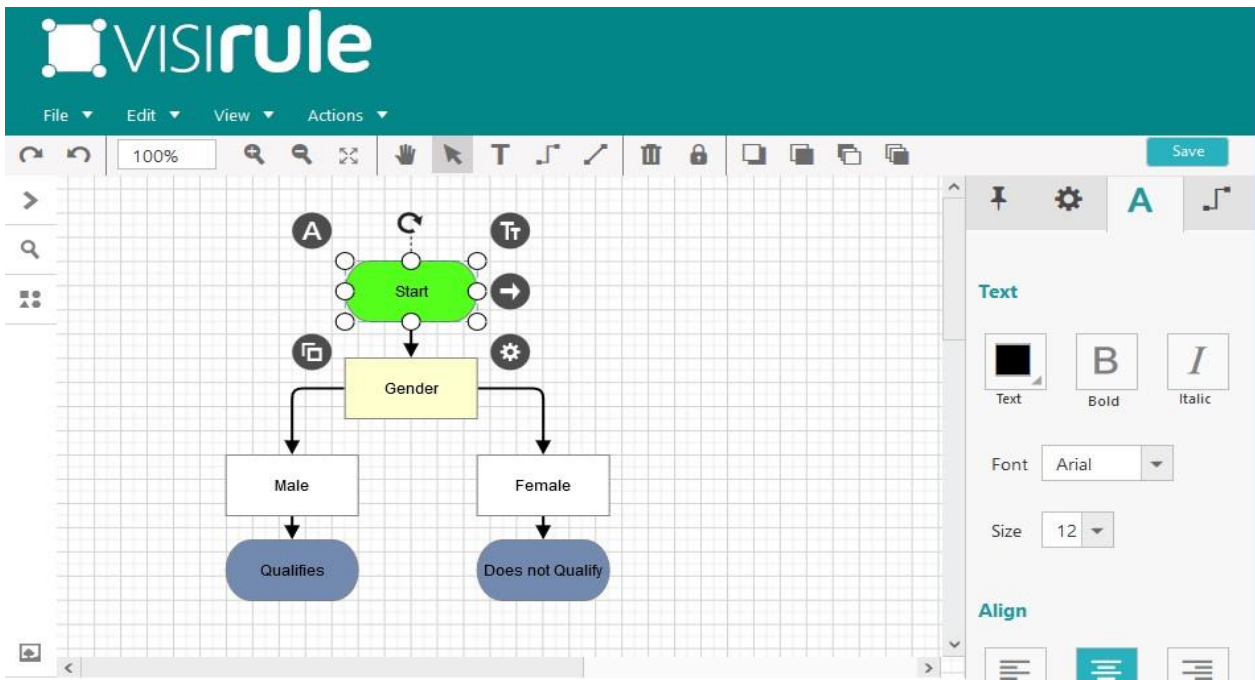 VISIrule
File Edit View Actions
100%
Save
A
A
Tт
T
Start
Text
B I
Text Bold Italic
Gender
Font Arial
Male Female
Size 12
Qualifies Does not Qualify
Align